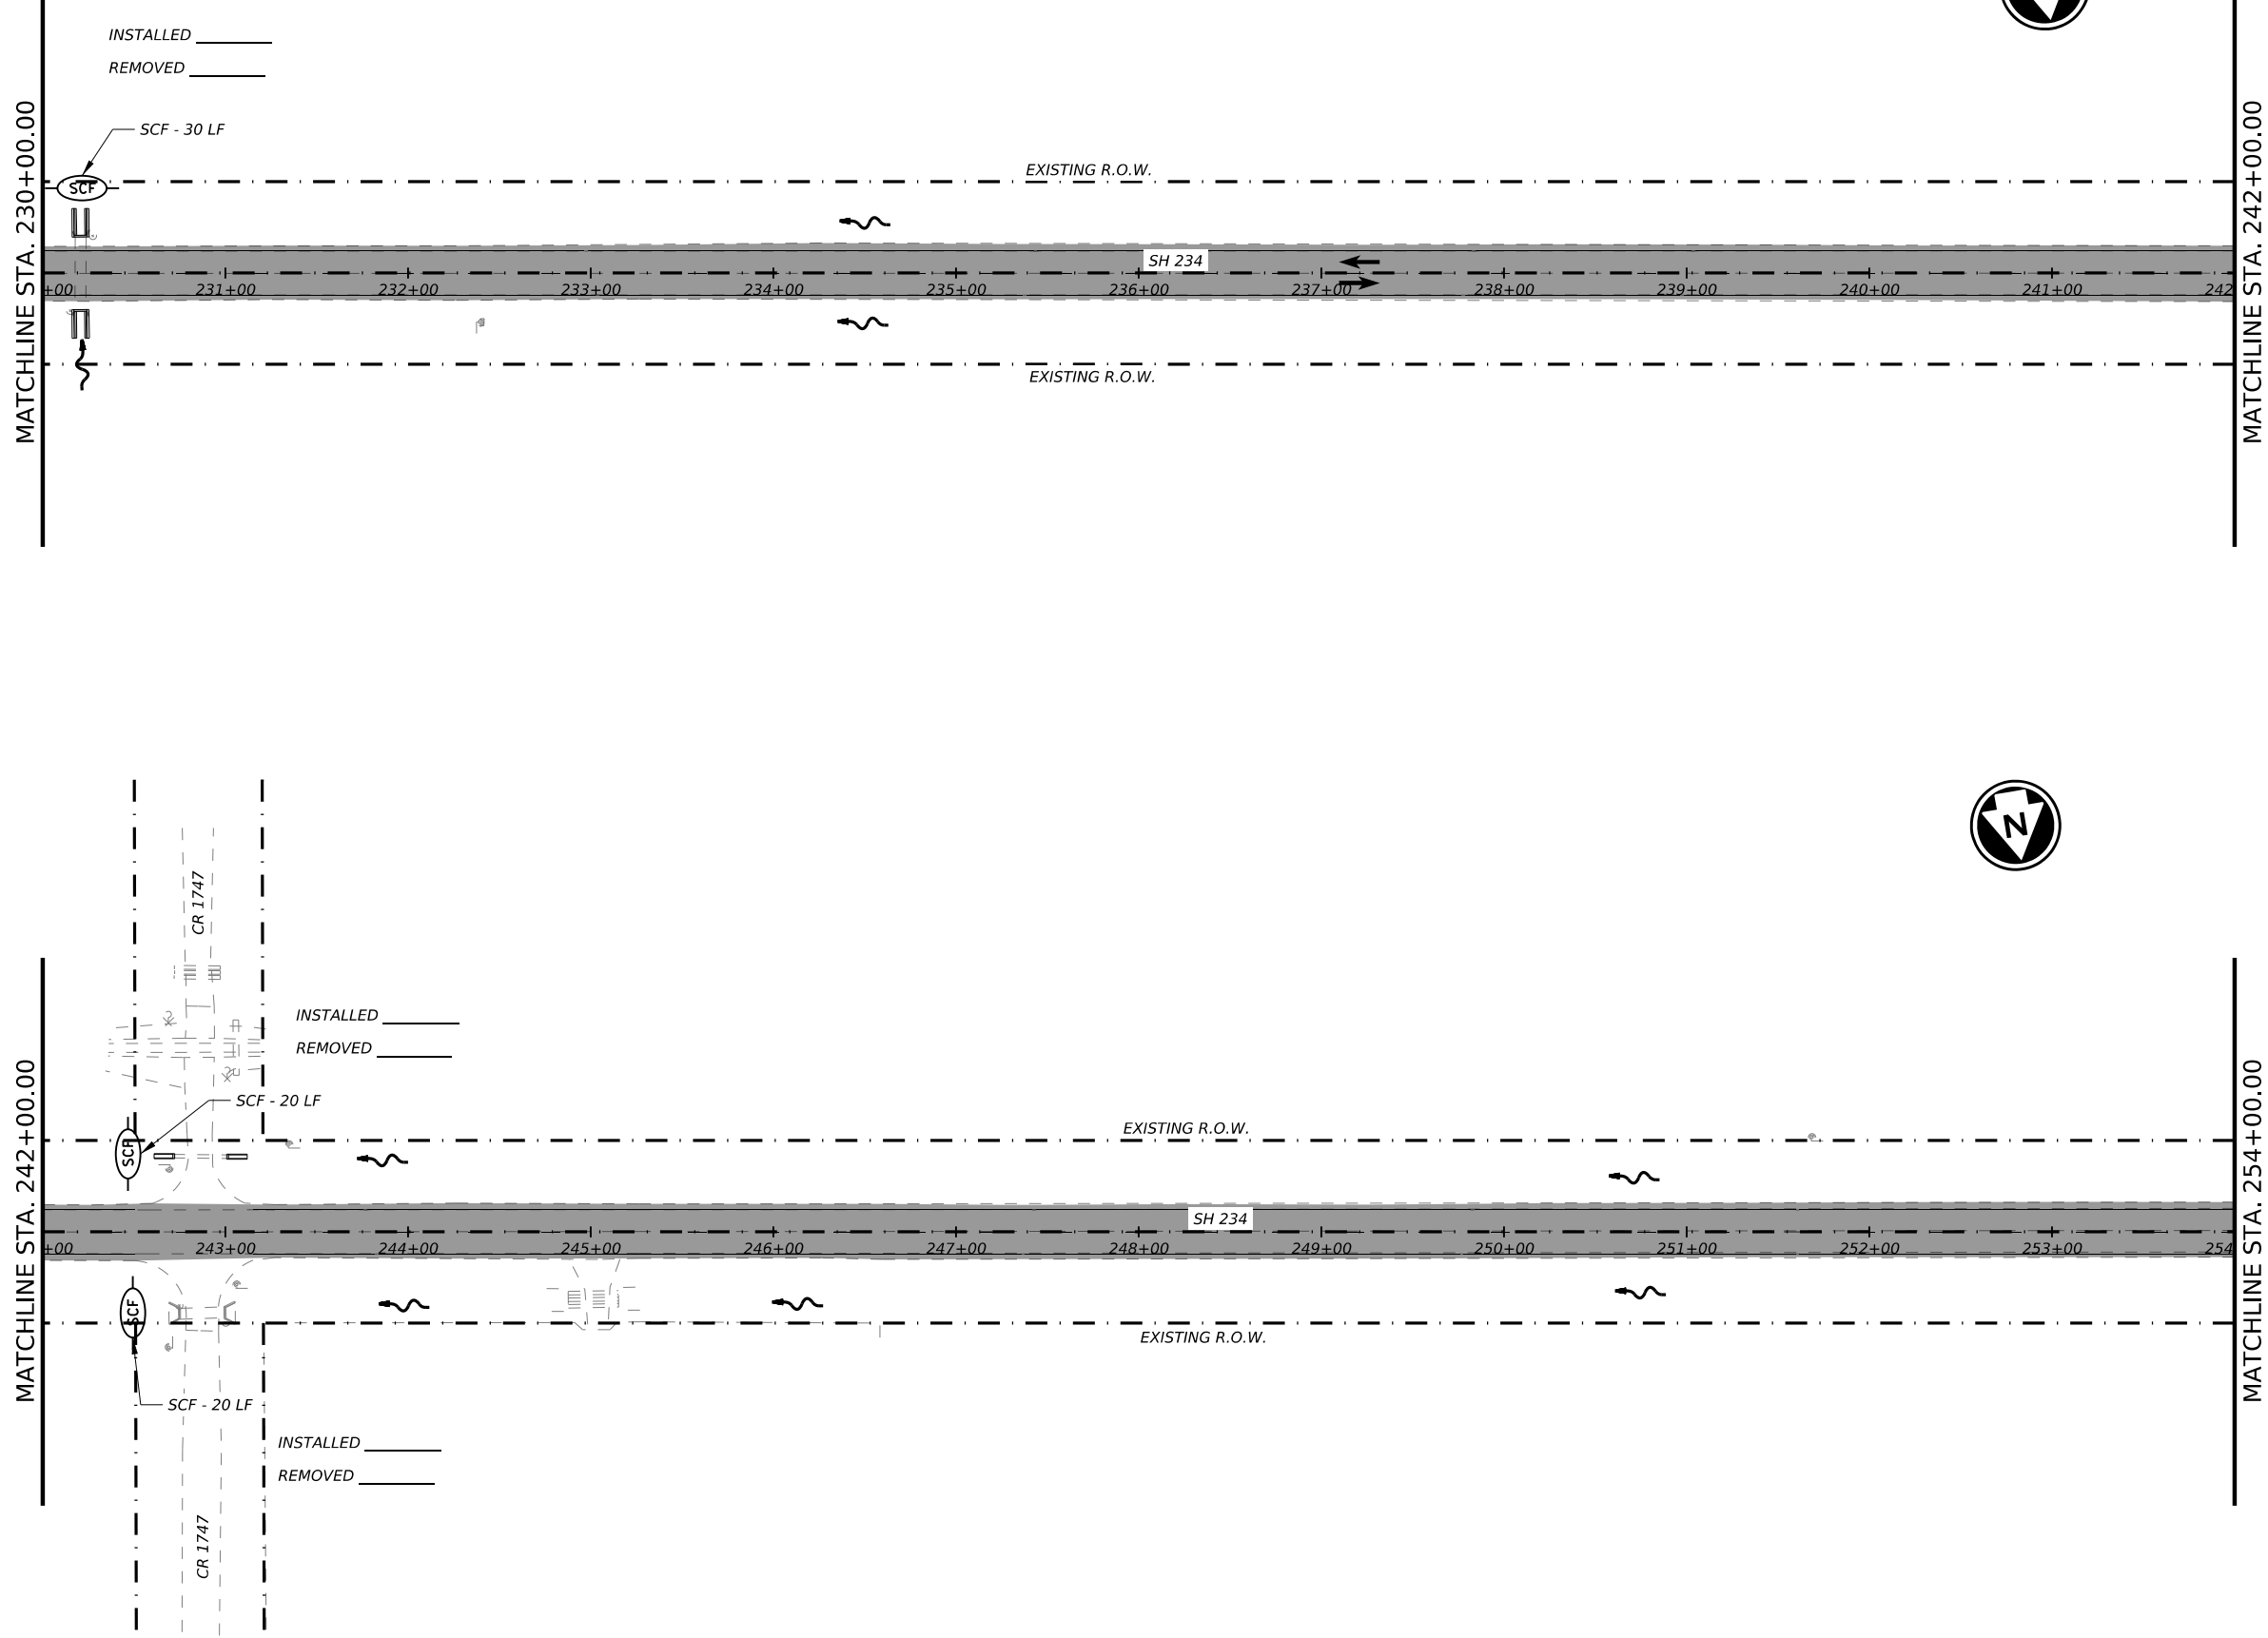 INSTALLED
REMOVED
SCF - 30 LF
SCF
EXISTING R.O.W.
MATCHLINE STA. 230+00.00
MATCHLINE STA. 242+00.00
SH 234
+00 231+00 232+00 233+00 234+00 235+00 236+00 237+00 238+00 239+00 240+00 241+00 242
EXISTING R.O.W.
N
CR 1747
INSTALLED
REMOVED
SCF - 20 LF
SCF
EXISTING R.O.W.
MATCHLINE STA. 242+00.00
MATCHLINE STA. 254+00.00
SH 234
+00 243+00 244+00 245+00 246+00 247+00 248+00 249+00 250+00 251+00 252+00 253+00 254
SCF
EXISTING R.O.W.
SCF - 20 LF
INSTALLED
REMOVED
CR 1747